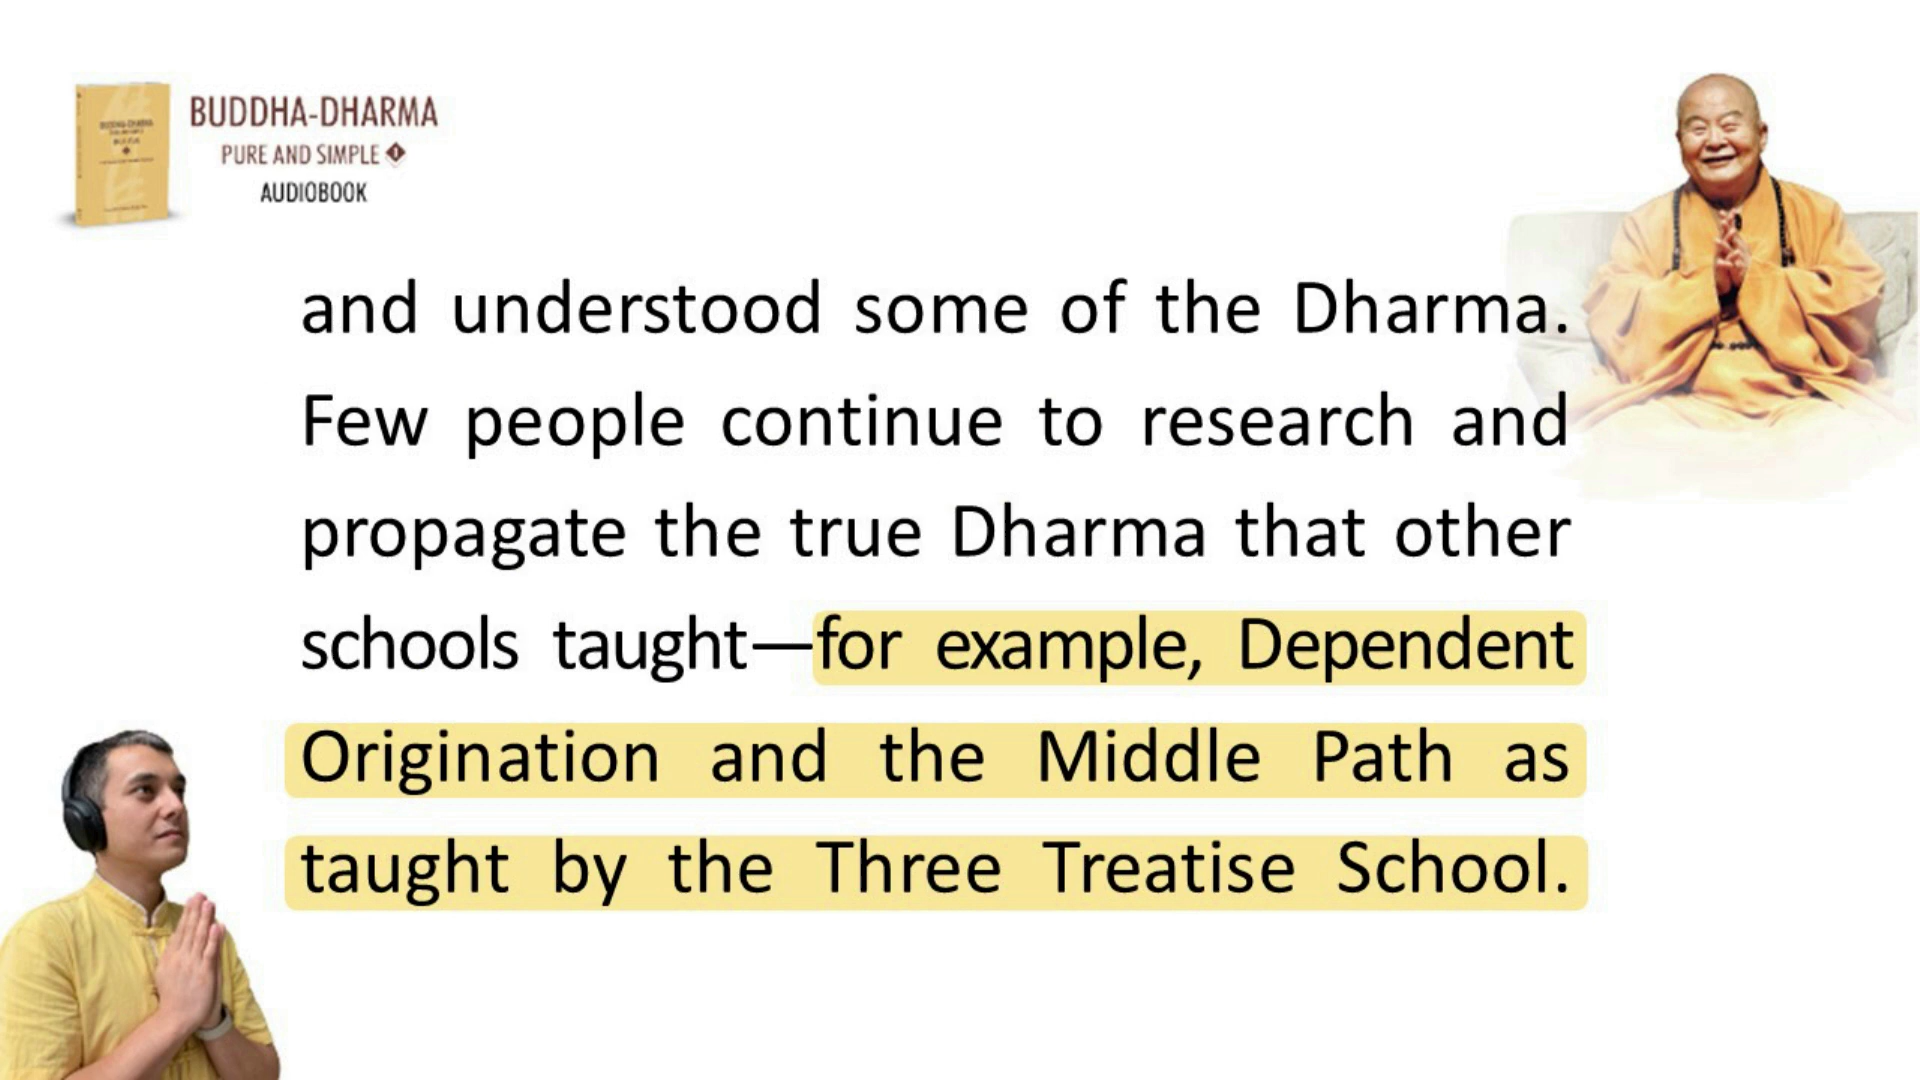 BUDDHA-DHARMA
PURE AND SIMPLE 1
AUDIOBOOK
and understood some of the Dharma.
Few people continue to research and
propagate the true Dharma that other
schools taught—for example, Dependent
Origination and the Middle Path as
taught by the Three Treatise School.